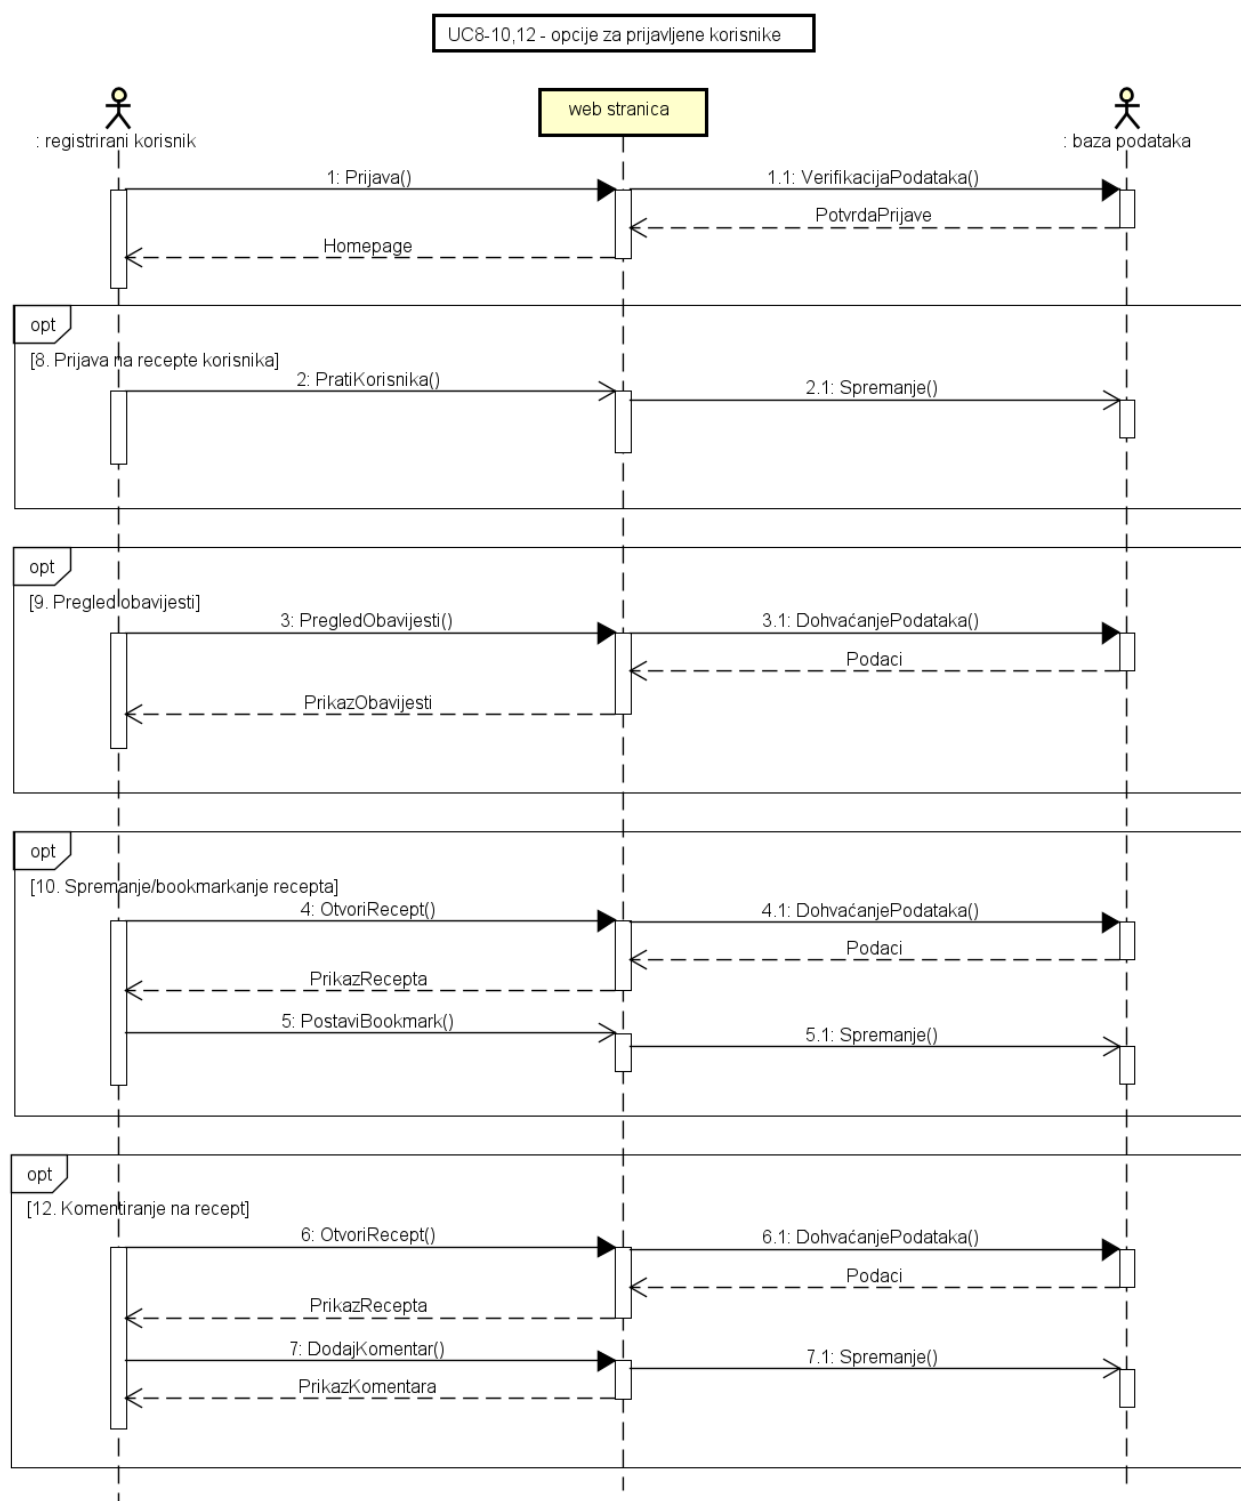 UC8-10,12 - opcije za prijavljene korisnike
: registrirani korisnik
web stranica
: baza podataka
1: Prijava()
1.1: VerifikacijaPodataka()
PotvrdaPrijave
Homepage
opt
[8. Prijava na recepte korisnika]
2: PratiKorisnika()
2.1: Spremanje()
opt
[9. Pregled obavijesti]
3: PregledObavijesti()
3.1: DohvaćanjePodataka()
Podaci
PrikazObavijesti
opt
[10. Spremanje/bookmarkanje recepta]
4: OtvoriRecept()
4.1: DohvaćanjePodataka()
Podaci
PrikazRecepta
5: PostaviBookmark()
5.1: Spremanje()
opt
[12. Komentiranje na recept]
6: OtvoriRecept()
6.1: DohvaćanjePodataka()
Podaci
PrikazRecepta
7: DodajKomentar()
7.1: Spremanje()
PrikazKomentara